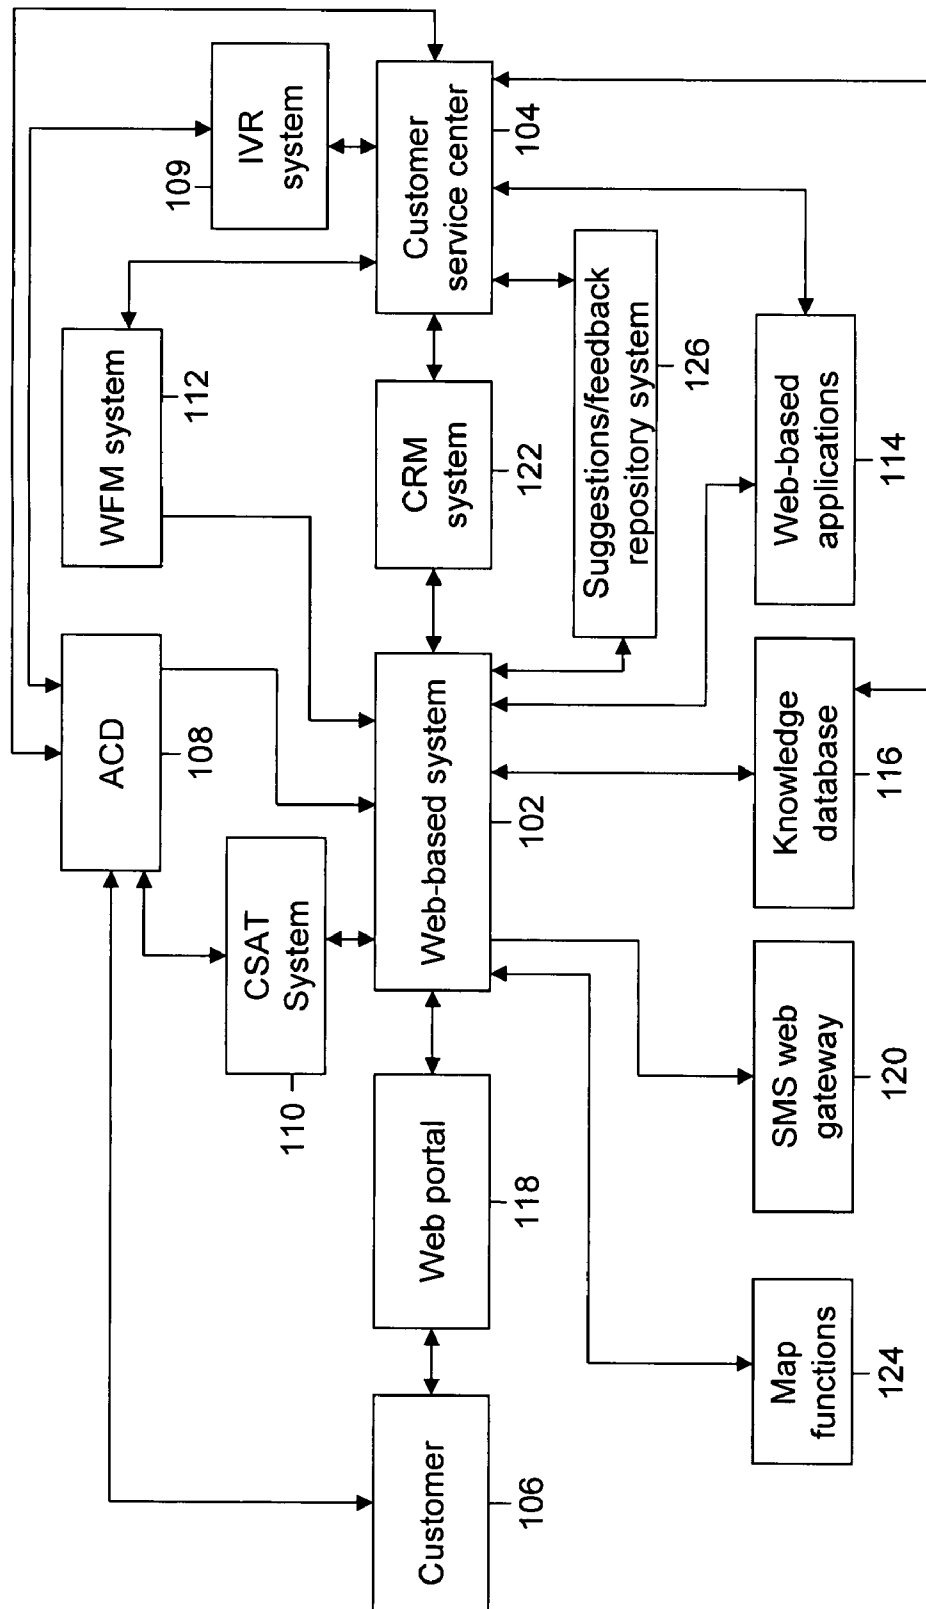 ACD
108
WFM system
112
IVR
system
109
CSAT
System
110
Customer
106
Web portal
118
Web-based system
102
CRM
system
122
Customer
service center
104
Suggestions/feedback
repository system
126
Map
functions
124
SMS web
gateway
120
Knowledge
database
116
Web-based
applications
114